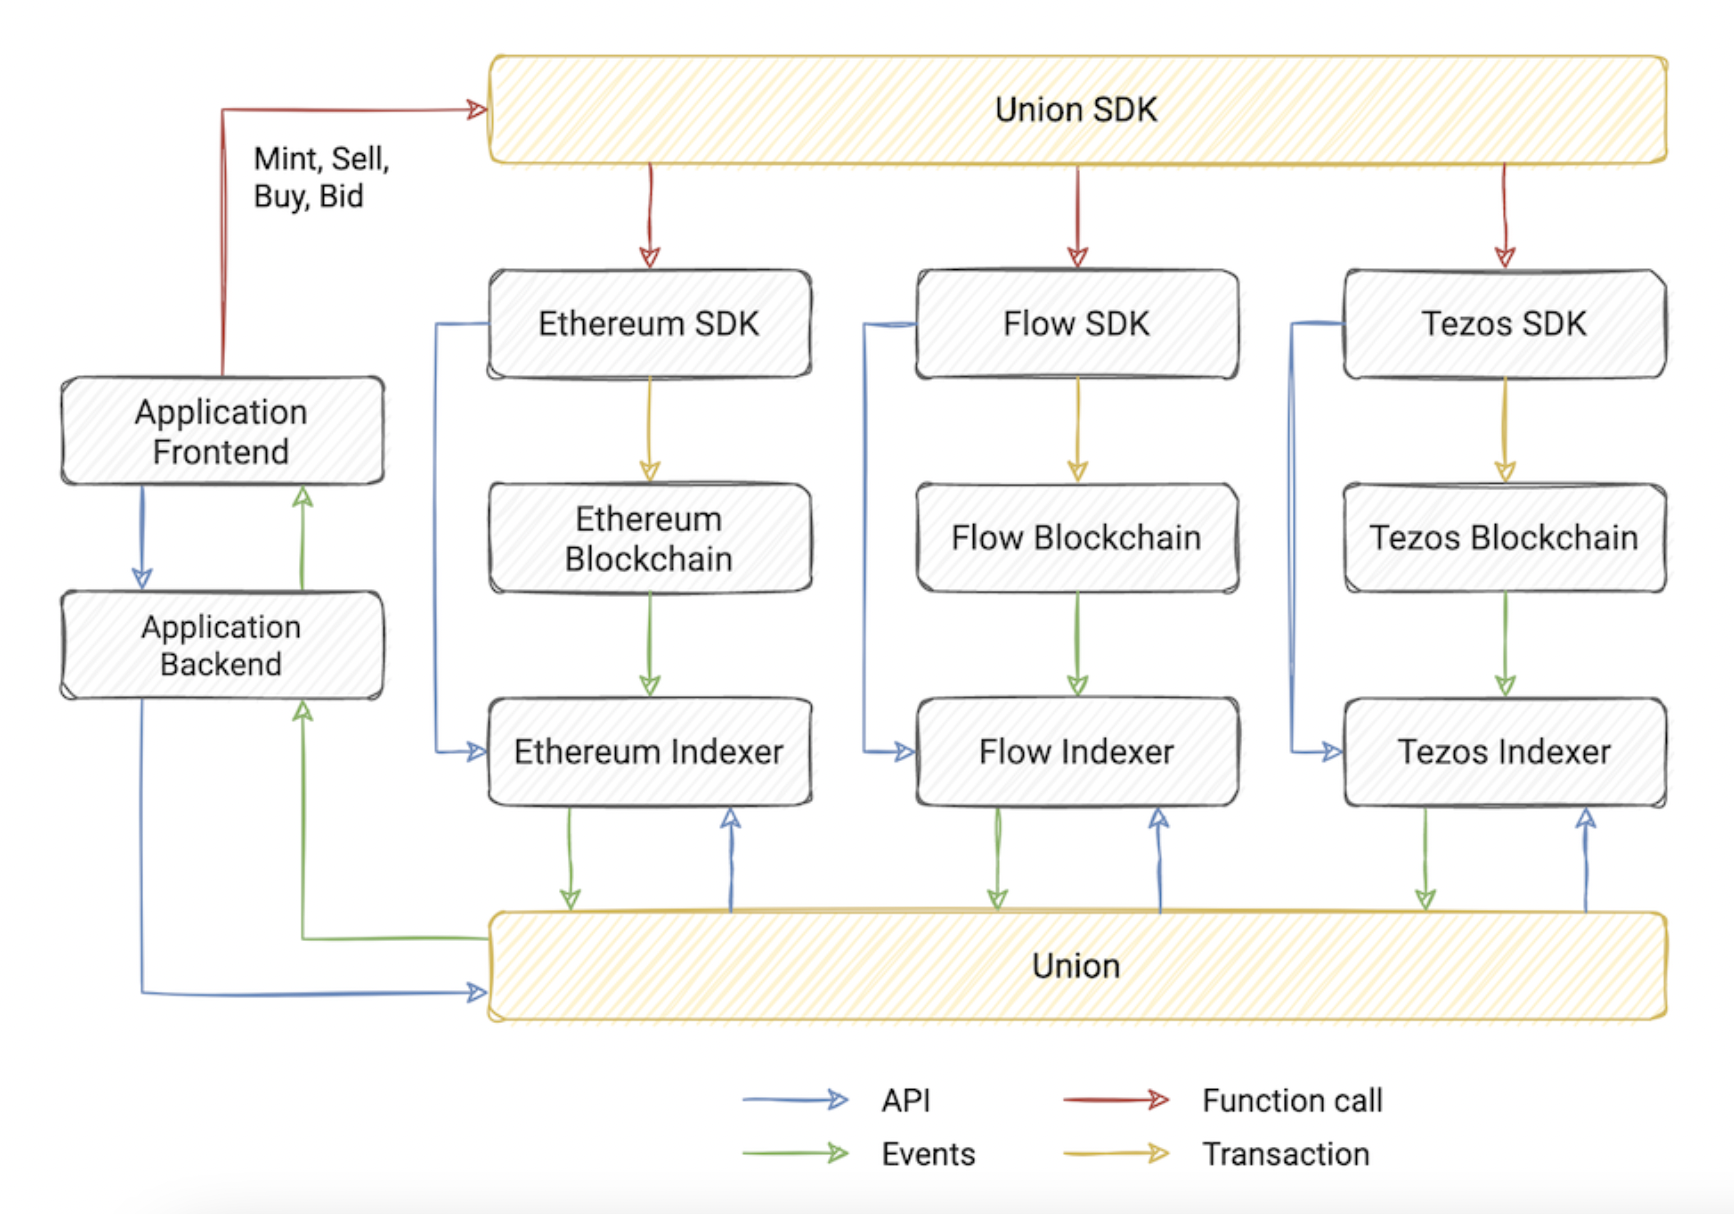 Union SDK
Mint, Sell,
Buy, Bid
Ethereum SDK
Flow SDK
Tezos SDK
Application
Frontend
Ethereum
Blockchain
Flow Blockchain
Tezos Blockchain
Application
Backend
Ethereum Indexer
Flow Indexer
Tezos Indexer
Union
API
Function call
Events
Transaction